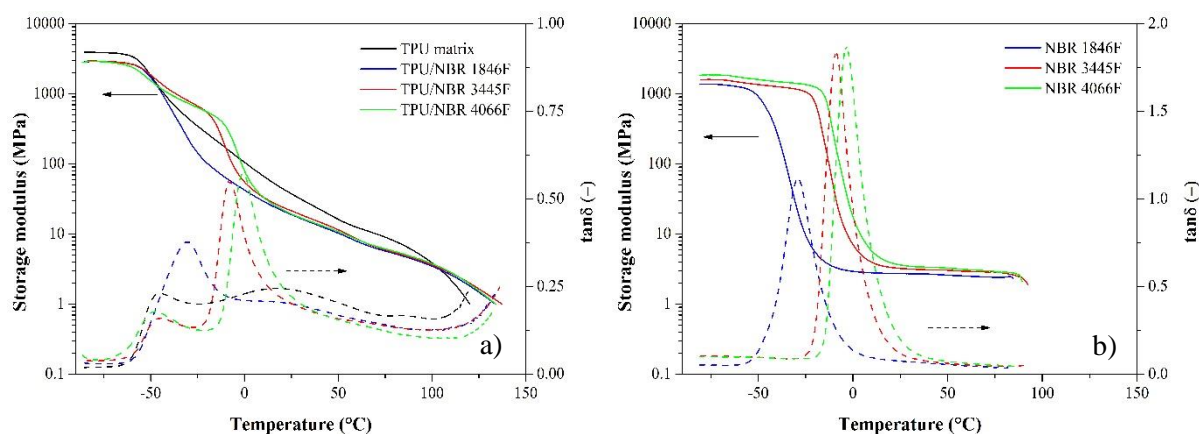 10000
1000
100
10
1
0.1
Storage modulus (MPa)
-50
0
50
100
150
Temperature (°C)
1.00
0.75
0.50
0.25
0.00
tanδ (–)
TPU matrix
TPU/NBR 1846F
TPU/NBR 3445F
TPU/NBR 4066F
a)
10000
1000
100
10
1
0.1
Storage modulus (MPa)
-50
0
50
100
150
Temperature (°C)
2.0
1.5
1.0
0.5
0.0
tanδ (–)
NBR 1846F
NBR 3445F
NBR 4066F
b)